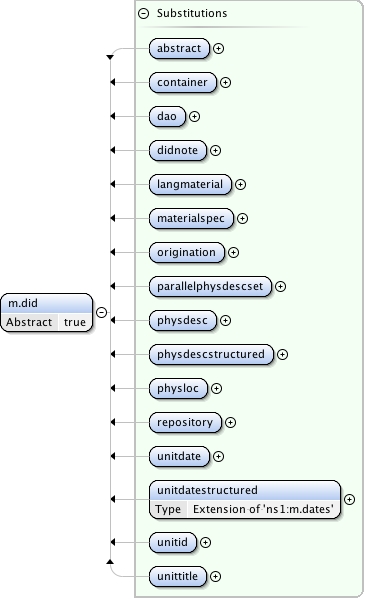 Substitutions
abstract
container
dao
didnote
langmaterial
materialspec
origination
parallelphysdescset
m.did
Abstract true
physdesc
physdescstructured
physloc
repository
unitdate
unitdatestructured
Type Extension of 'ns1:m.dates'
unitid
unittitle